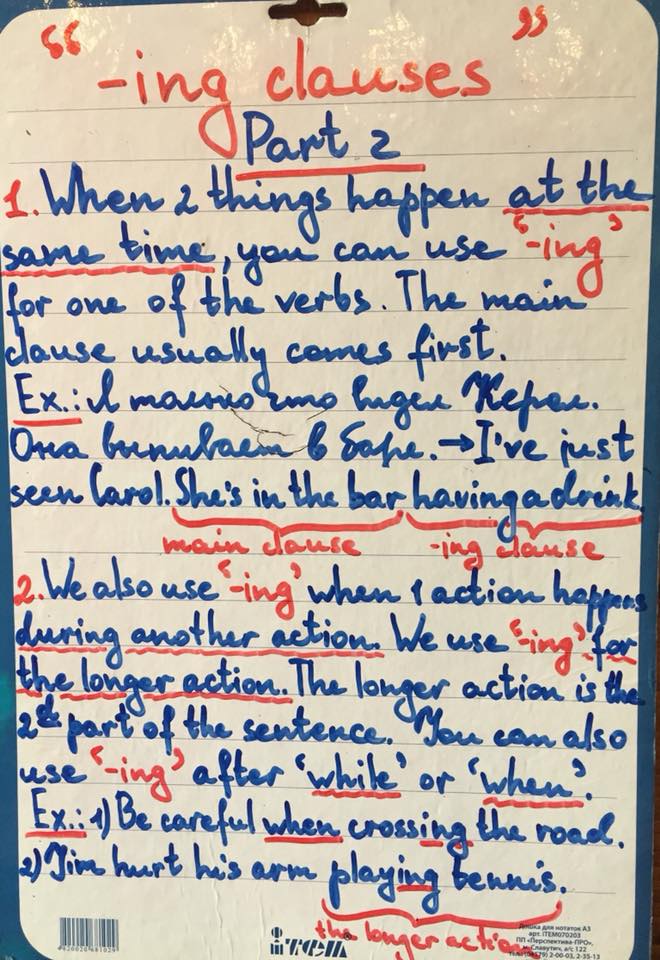 “ -ing clauses ”
Part 2
1. When 2 things happen at the
same time, you can use ‘-ing’
for one of the verbs. The main
clause usually comes first.
Ex.: Я только что видел Керол.
Она выпивает в баре. → I've just
seen Carol. She's in the bar having a drink.
main clause -ing clause
2. We also use ‘-ing’ when 1 action happens
during another action. We use ‘-ing’ for
the longer action. The longer action is the
2nd part of the sentence. You can also
use ‘-ing’ after ‘while’ or ‘when’.
Ex.: 1) Be careful when crossing the road.
2) Jim hurt his arm playing tennis.
the longer action
iтем
Дошка для нотаток А3
арт. ITEM070203
ПП «Перспектива-ПРО»,
м. Славутич, а/с 122
2-00-03, 2-35-13